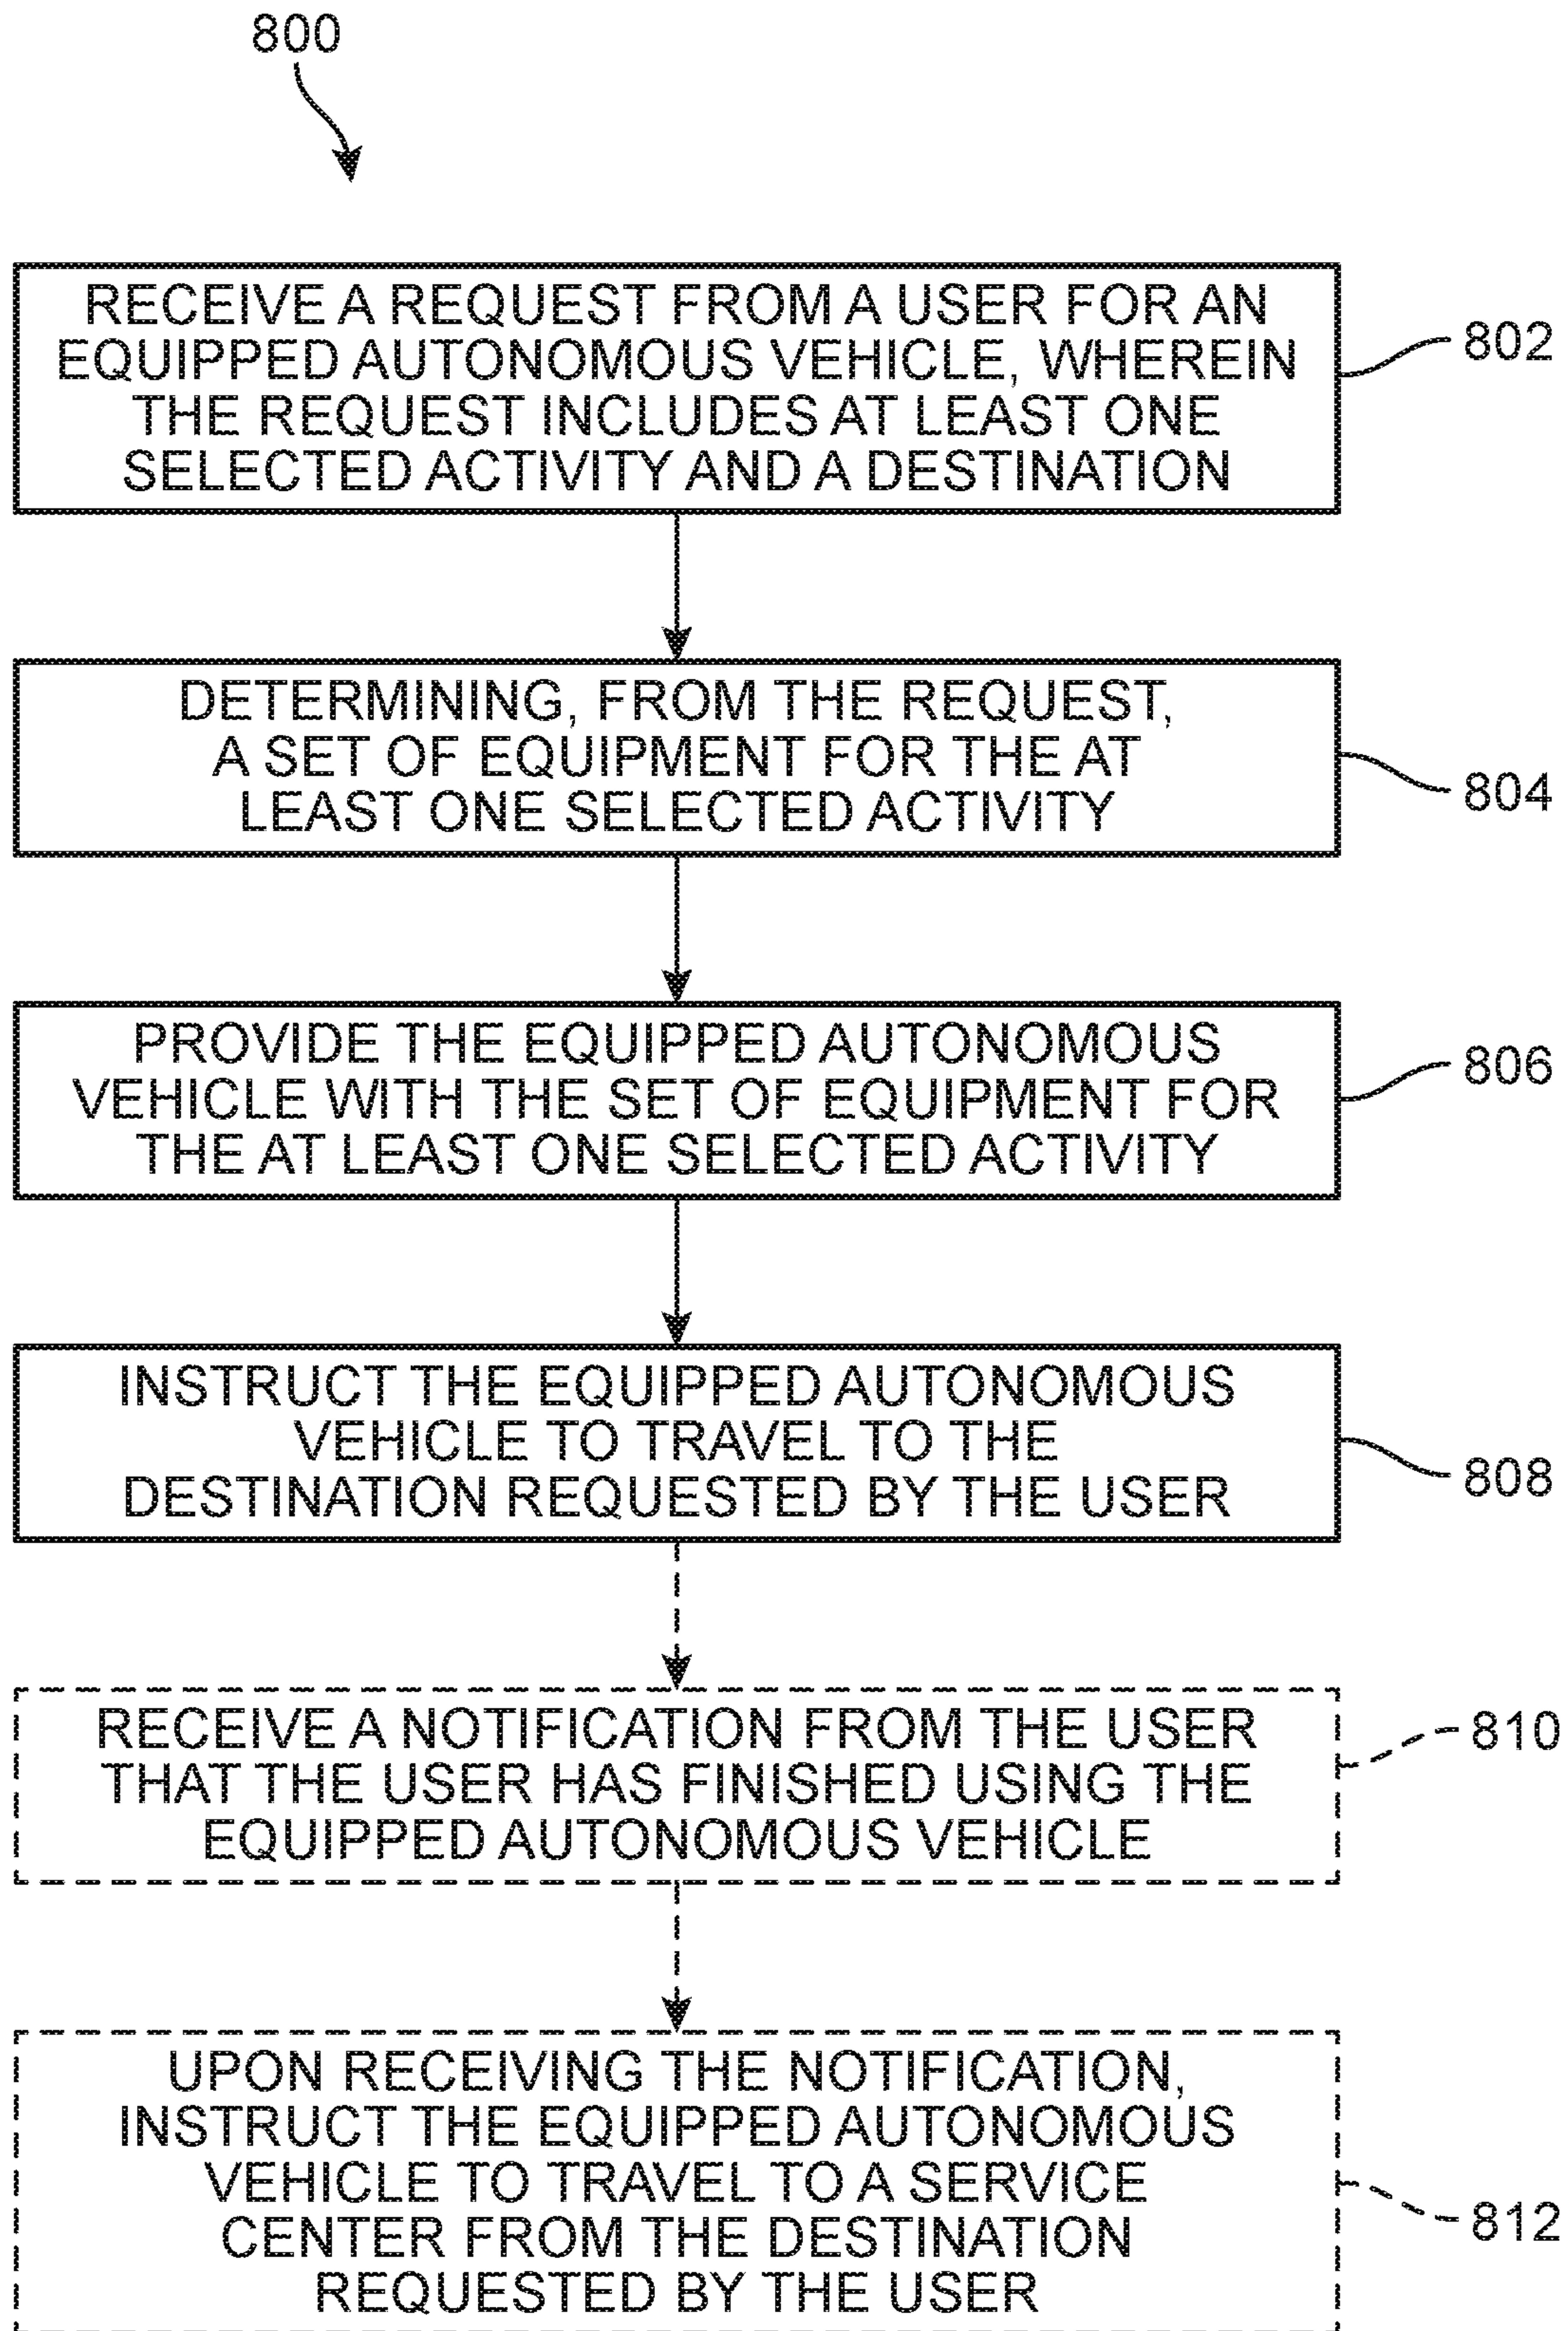 800
RECEIVE A REQUEST FROM A USER FOR AN
EQUIPPED AUTONOMOUS VEHICLE, WHEREIN
THE REQUEST INCLUDES AT LEAST ONE
SELECTED ACTIVITY AND A DESTINATION
802
DETERMINING, FROM THE REQUEST,
A SET OF EQUIPMENT FOR THE AT
LEAST ONE SELECTED ACTIVITY
804
PROVIDE THE EQUIPPED AUTONOMOUS
VEHICLE WITH THE SET OF EQUIPMENT FOR
THE AT LEAST ONE SELECTED ACTIVITY
806
INSTRUCT THE EQUIPPED AUTONOMOUS
VEHICLE TO TRAVEL TO THE
DESTINATION REQUESTED BY THE USER
808
RECEIVE A NOTIFICATION FROM THE USER
THAT THE USER HAS FINISHED USING THE
EQUIPPED AUTONOMOUS VEHICLE
810
UPON RECEIVING THE NOTIFICATION,
INSTRUCT THE EQUIPPED AUTONOMOUS
VEHICLE TO TRAVEL TO A SERVICE
CENTER FROM THE DESTINATION
REQUESTED BY THE USER
812